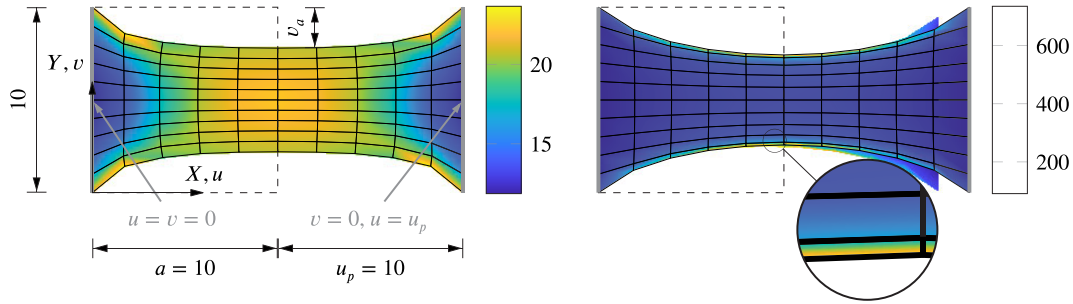 Y, v
10
v_a
X, u
u = v = 0
v = 0, u = u_p
a = 10
u_p = 10
20
15
600
400
200